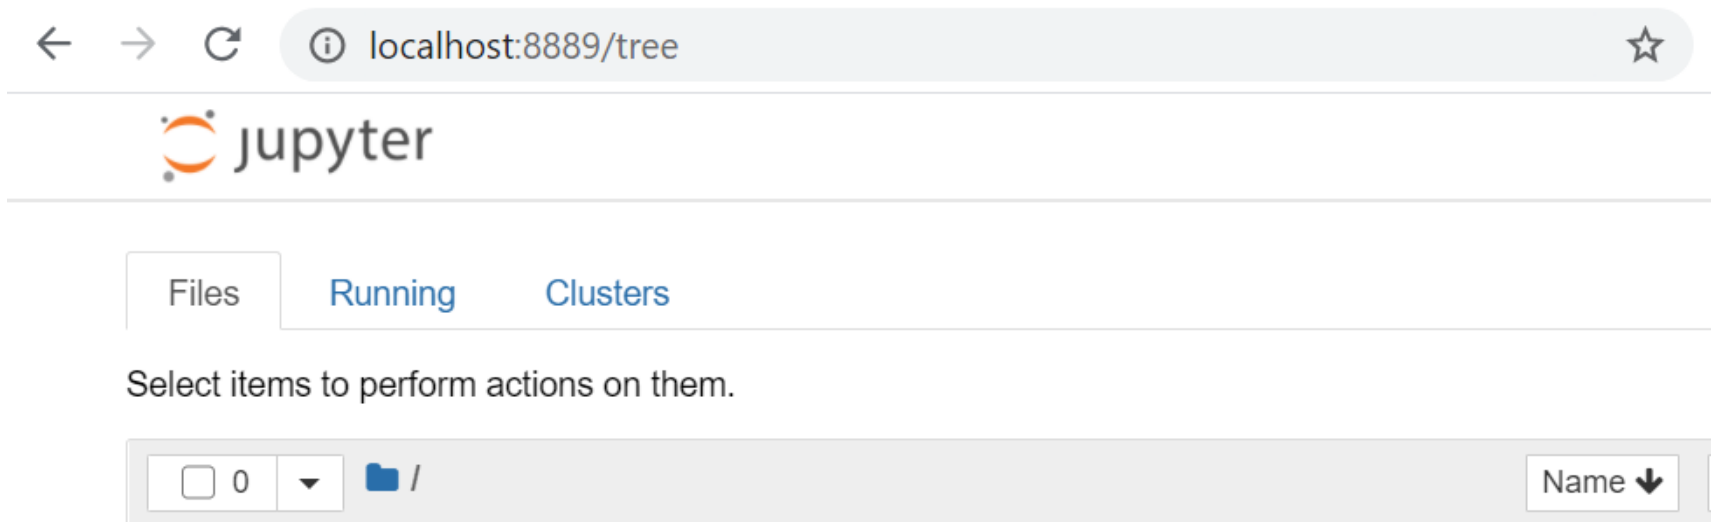 localhost:8889/tree
jupyter
Files Running Clusters
Select items to perform actions on them.
0 / Name